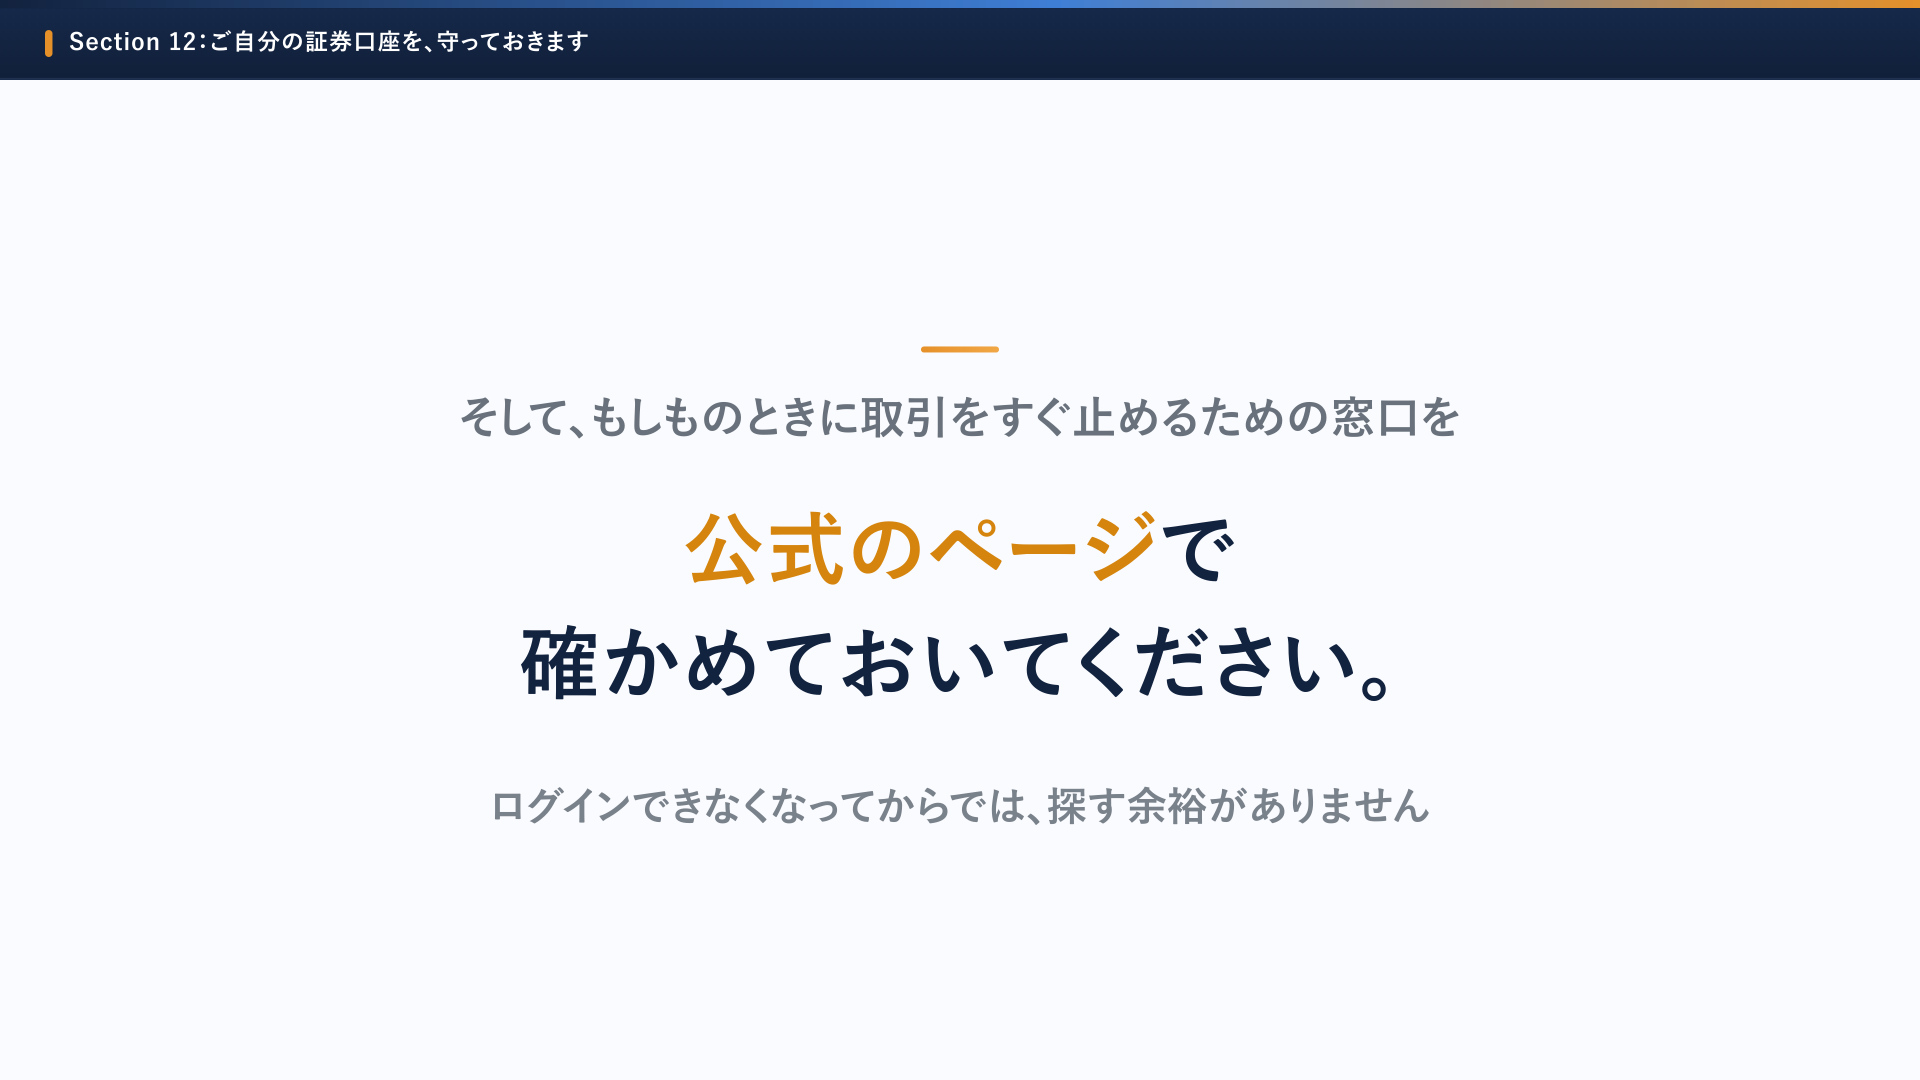 Section 12：ご自分の証券口座を、守っておきます
そして、もしものときに取引をすぐ止めるための窓口を
公式のページで
確かめておいてください。
ログインできなくなってからでは、探す余裕がありません